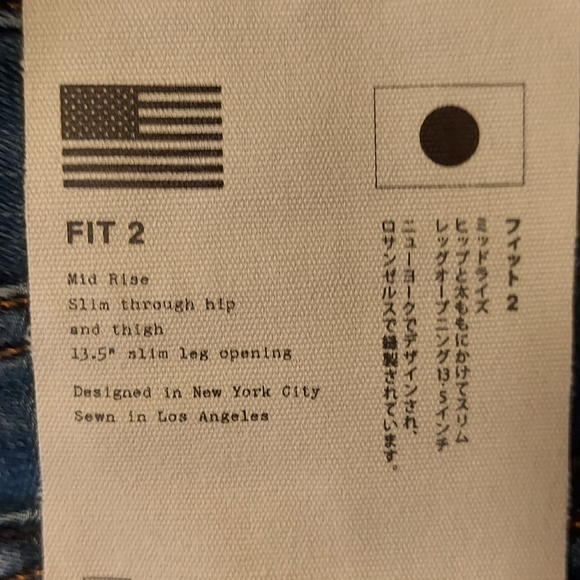 FIT 2
Mid Rise
Slim through hip
and thigh
13.5" slim leg opening
Designed in New York City
Sewn in Los Angeles
フィット 2
ミッドライズ
ヒップと太ももにかけてスリム
レッグオープニング13.5インチ
ニューヨークでデザインされ、
ロサンゼルスで縫製されています。